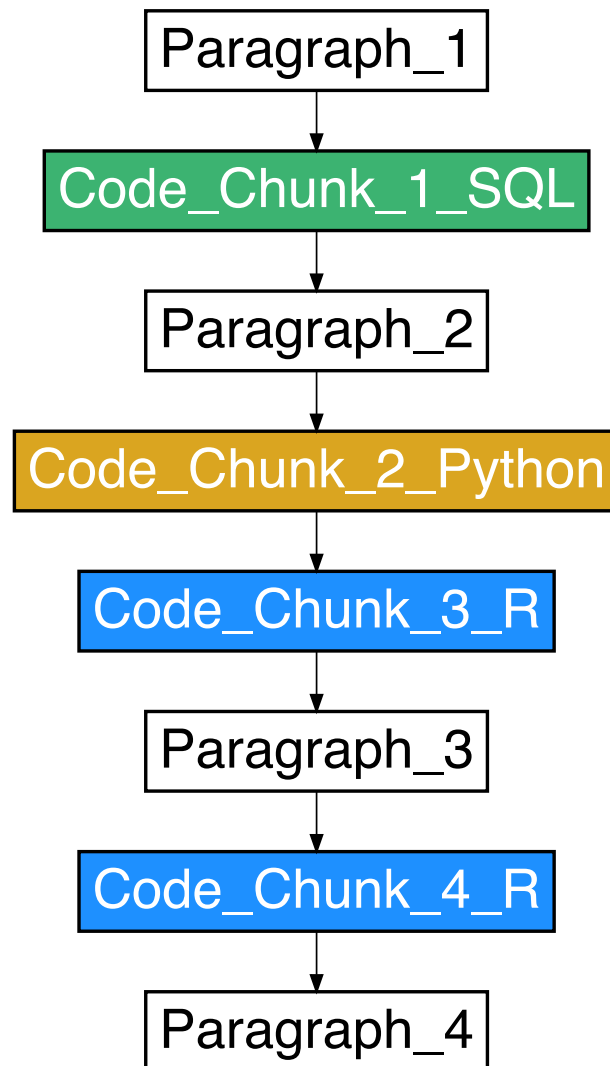 Paragraph_1
Code_Chunk_1_SQL
Paragraph_2
Code_Chunk_2_Python
Code_Chunk_3_R
Paragraph_3
Code_Chunk_4_R
Paragraph_4